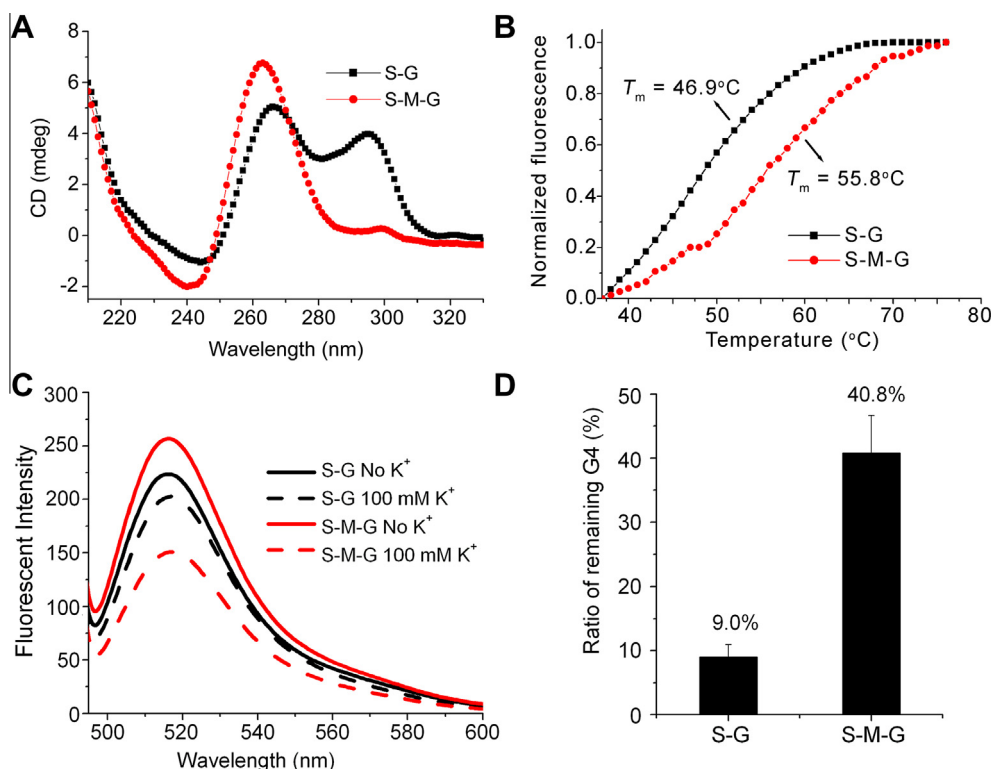 A
8
6
4
2
0
-2
CD (mdeg)
S-G
S-M-G
220 240 260 280 300 320
Wavelength (nm)
B
1.0
0.8
0.6
0.4
0.2
0.0
Normalized fluorescence
Tm = 46.9°C
Tm = 55.8°C
S-G
S-M-G
40 50 60 70 80
Temperature (°C)
C
300
250
200
150
100
50
0
Fluorescent Intensity
S-G No K+
S-G 100 mM K+
S-M-G No K+
S-M-G 100 mM K+
500 520 540 560 580 600
Wavelength (nm)
D
50
40
30
20
10
0
Ratio of remaining G4 (%)
40.8%
9.0%
S-G S-M-G